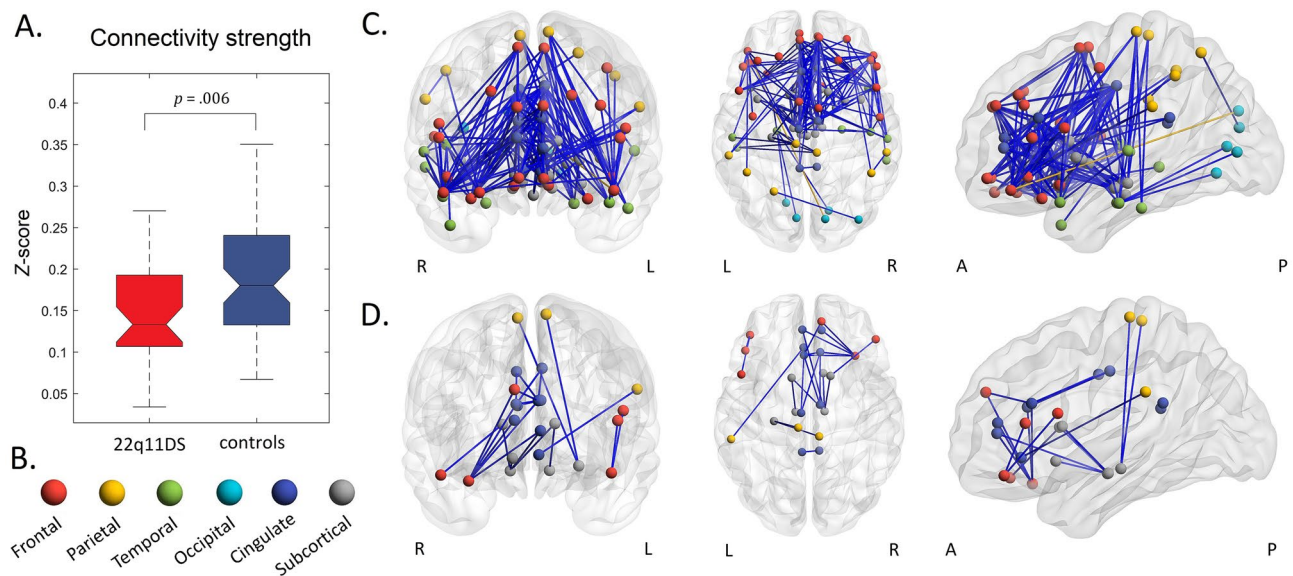 A.
Connectivity strength
p = .006
Z-score
0.4
0.35
0.3
0.25
0.2
0.15
0.1
0.05
22q11DS controls
B.
Frontal
Parietal
Temporal
Occipital
Cingulate
Subcortical
C.
R L L R A P
D.
R L L R A P